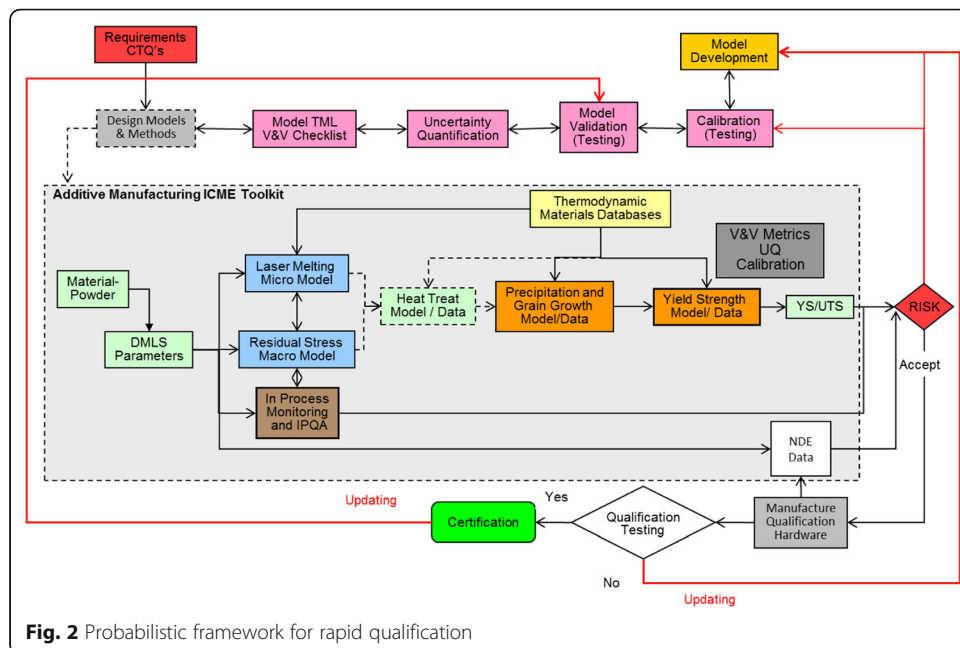 Requirements
CTQ's
Model
Development
Design Models
& Methods
Model TML
V&V Checklist
Uncertainty
Quantification
Model
Validation
(Testing)
Calibration
(Testing)
Additive Manufacturing ICME Toolkit
Thermodynamic
Materials Databases
V&V Metrics
UQ
Calibration
Material-
Powder
Laser Melting
Micro Model
Heat Treat
Model / Data
Precipitation and
Grain Growth
Model/Data
Yield Strength
Model/ Data
YS/UTS
RISK
DMLS
Parameters
Residual Stress
Macro Model
Accept
In Process
Monitoring
and IPQA
NDE
Data
Updating
Yes
Certification
Qualification
Testing
Manufacture
Qualification
Hardware
No
Updating
Fig. 2 Probabilistic framework for rapid qualification